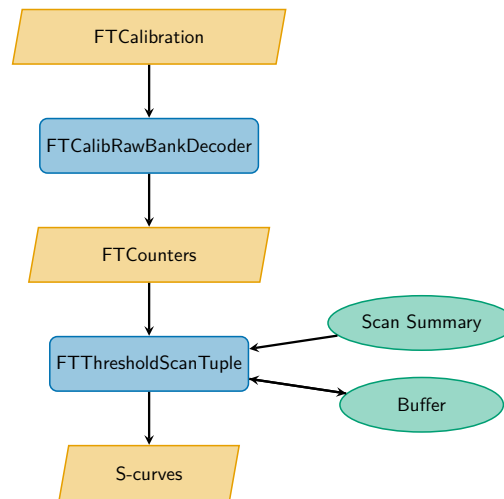 FTCalibration
FTCalibRawBankDecoder
FTCounters
Scan Summary
FTThresholdScanTuple
Buffer
S-curves